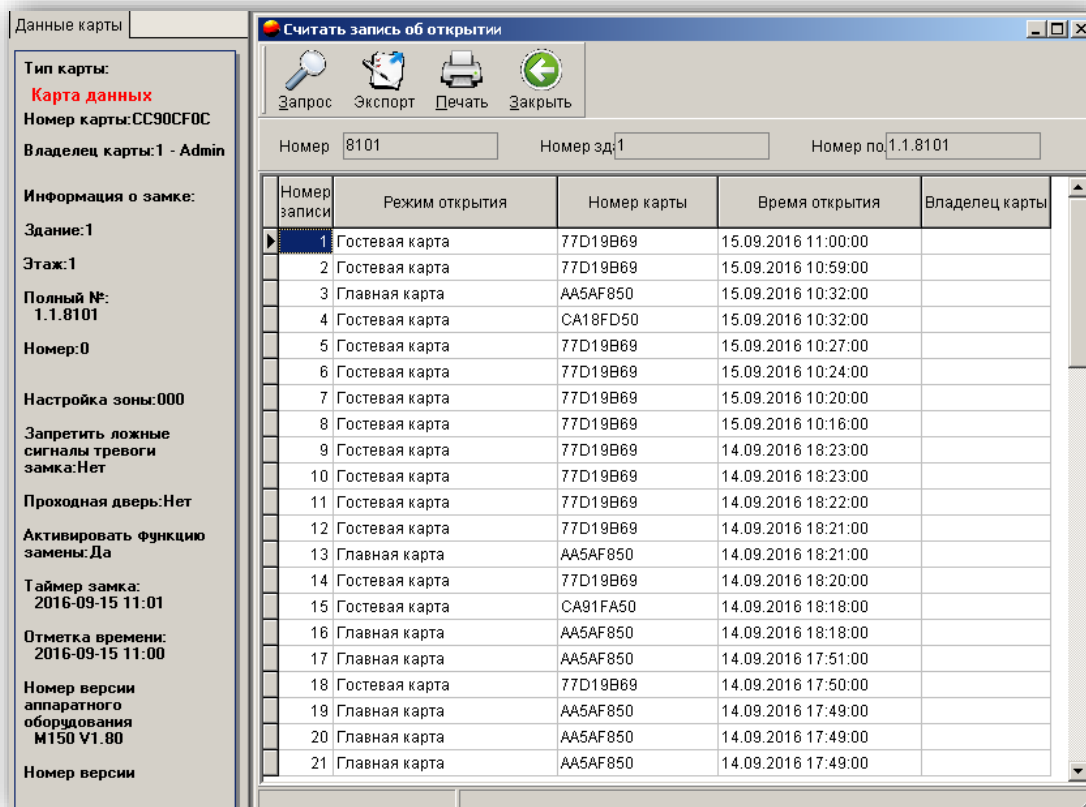 Данные карты
Тип карты:
Карта данных
Номер карты:CC90CF0C
Владелец карты:1 - Admin
Информация о замке:
Здание:1
Этаж:1
Полный №:
1.1.8101
Номер:0
Настройка зоны:000
Запретить ложные
сигналы тревоги
замка:Нет
Проходная дверь:Нет
Активировать функцию
замены:Да
Таймер замка:
2016-09-15 11:01
Отметка времени:
2016-09-15 11:00
Номер версии
аппаратного
оборудования
M150 V1.80
Номер версии
Считать запись об открытии
Запрос Экспорт Печать Закрыть
Номер 8101 Номер зд 1 Номер по. 1.1.8101
Номер записи Режим открытия Номер карты Время открытия Владелец карты
1 Гостевая карта 77D19B69 15.09.2016 11:00:00
2 Гостевая карта 77D19B69 15.09.2016 10:59:00
3 Главная карта AA5AF850 15.09.2016 10:32:00
4 Гостевая карта CA18FD50 15.09.2016 10:32:00
5 Гостевая карта 77D19B69 15.09.2016 10:27:00
6 Гостевая карта 77D19B69 15.09.2016 10:24:00
7 Гостевая карта 77D19B69 15.09.2016 10:20:00
8 Гостевая карта 77D19B69 15.09.2016 10:16:00
9 Гостевая карта 77D19B69 14.09.2016 18:23:00
10 Гостевая карта 77D19B69 14.09.2016 18:23:00
11 Гостевая карта 77D19B69 14.09.2016 18:22:00
12 Гостевая карта 77D19B69 14.09.2016 18:21:00
13 Главная карта AA5AF850 14.09.2016 18:21:00
14 Гостевая карта 77D19B69 14.09.2016 18:20:00
15 Гостевая карта CA91FA50 14.09.2016 18:18:00
16 Главная карта AA5AF850 14.09.2016 18:18:00
17 Главная карта AA5AF850 14.09.2016 17:51:00
18 Гостевая карта 77D19B69 14.09.2016 17:50:00
19 Главная карта AA5AF850 14.09.2016 17:49:00
20 Главная карта AA5AF850 14.09.2016 17:49:00
21 Главная карта AA5AF850 14.09.2016 17:49:00